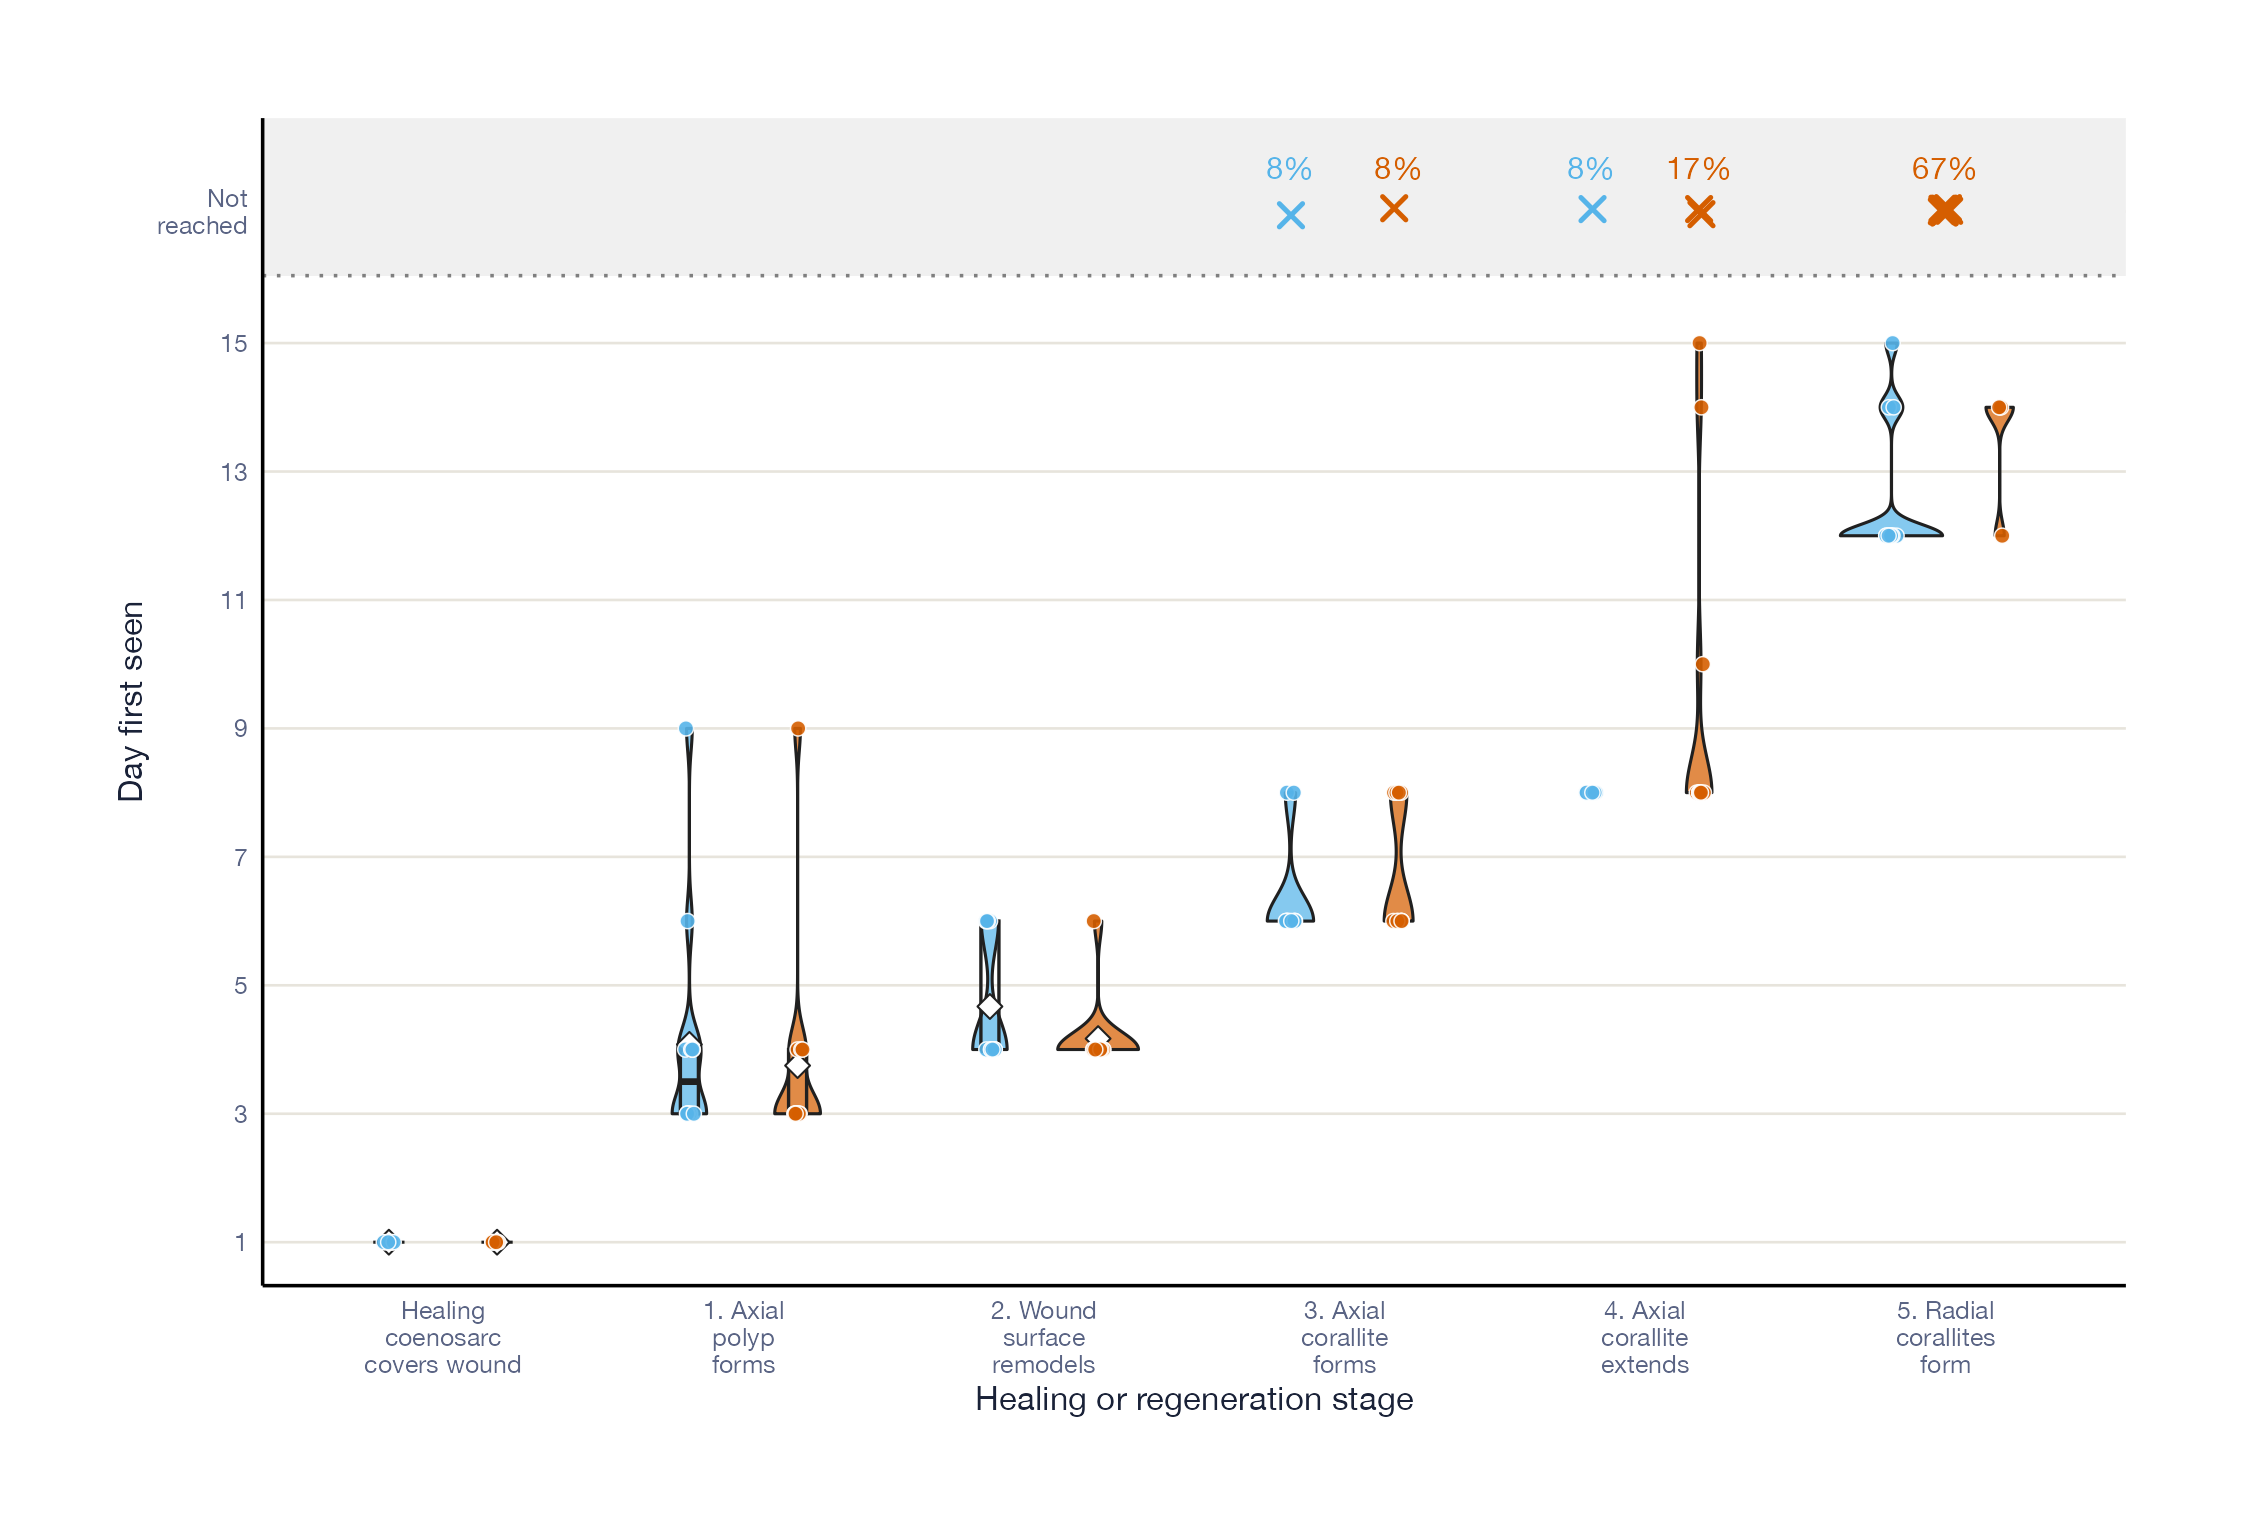 8%
8%
8%
17%
67%
Not
reached
15
13
11
9
7
5
3
1
Day first seen
Healing
coenosarc
covers wound
1. Axial
polyp
forms
2. Wound
surface
remodels
3. Axial
corallite
forms
4. Axial
corallite
extends
5. Radial
corallites
form
Healing or regeneration stage